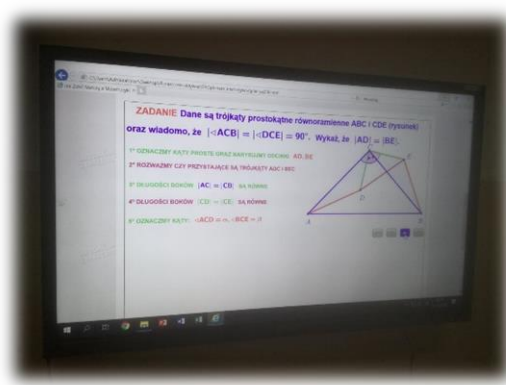 ZADANIE Dane są trójkąty prostokątne równoramienne ABC i CDE (rysunek)
oraz wiadomo, że |∢ACB| = |∢DCE| = 90°. Wykaż, że |AD| = |BE|.
1° OZNACZMY KĄTY PROSTE ORAZ NARYSUJMY ODCINKI AD, BE
2° ROZWAŻMY CZY PRZYSTAJĄCE SĄ TRÓJKĄTY ADC I BEC
3° DŁUGOŚCI BOKÓW |AC| = |CB| SĄ RÓWNE
4° DŁUGOŚCI BOKÓW |CD| = |CE| SĄ RÓWNE
5° OZNACZMY KĄTY: ∢ACD = α, ∢BCE = β
C
E
D
A
B